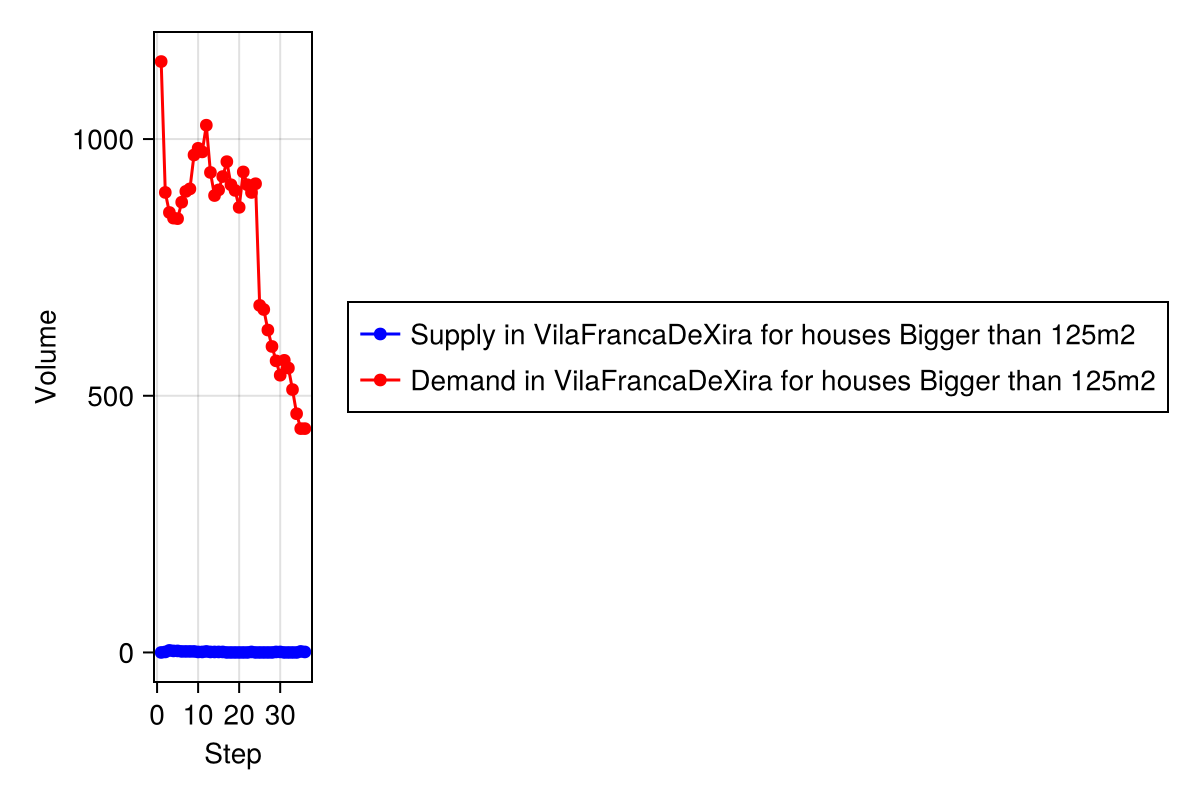 1000
500
0
Volume
0 10 20 30
Step
Supply in VilaFrancaDeXira for houses Bigger than 125m2
Demand in VilaFrancaDeXira for houses Bigger than 125m2